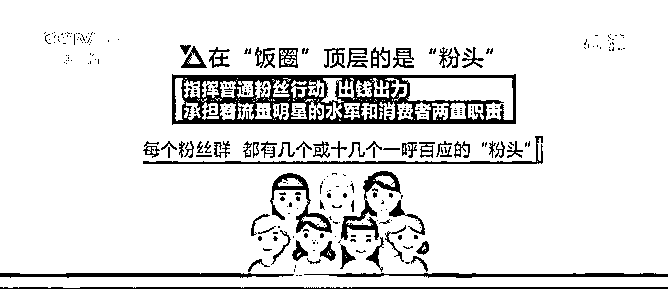 CCTV
在“饭圈”顶层的是“粉头”
指挥普通粉丝行动 出钱出力
承担着流量明星的水军和消费者两重职责
每个粉丝群 都有几个或十几个一呼百应的“粉头”